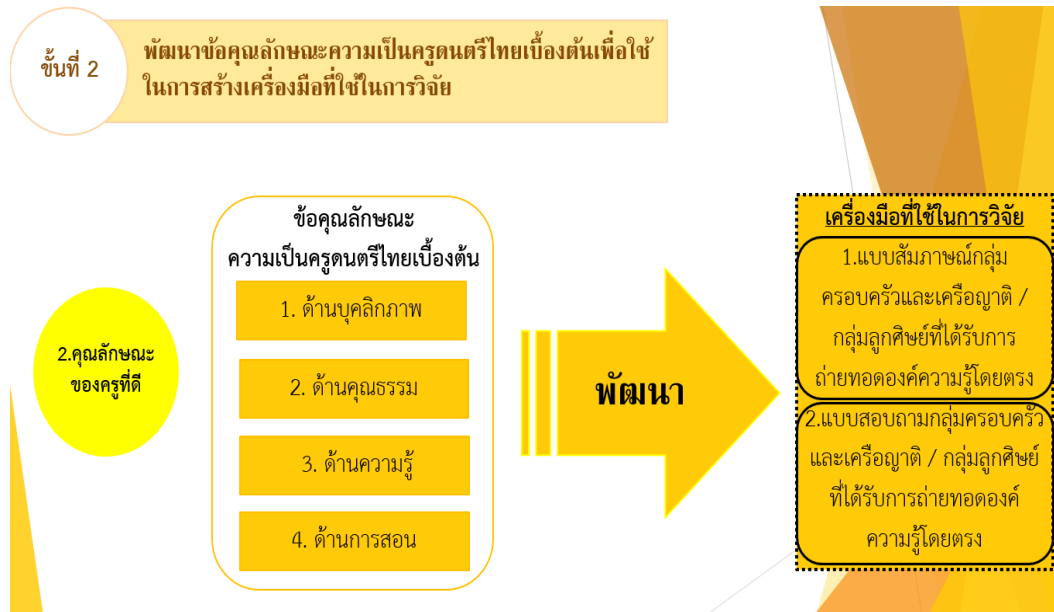 ขั้นที่ 2
พัฒนาข้อคุณลักษณะความเป็นครูดนตรีไทยเบื้องต้นเพื่อใช้
ในการสร้างเครื่องมือที่ใช้ในการวิจัย
2.คุณลักษณะ
ของครูที่ดี
ข้อคุณลักษณะ
ความเป็นครูดนตรีไทยเบื้องต้น
1. ด้านบุคลิกภาพ
2. ด้านคุณธรรม
3. ด้านความรู้
4. ด้านการสอน
พัฒนา
เครื่องมือที่ใช้ในการวิจัย
1.แบบสัมภาษณ์กลุ่ม
ครอบครัวและเครือญาติ /
กลุ่มลูกศิษย์ที่ได้รับการ
ถ่ายทอดองค์ความรู้โดยตรง
2.แบบสอบถามกลุ่มครอบครัว
และเครือญาติ / กลุ่มลูกศิษย์
ที่ได้รับการถ่ายทอดองค์
ความรู้โดยตรง